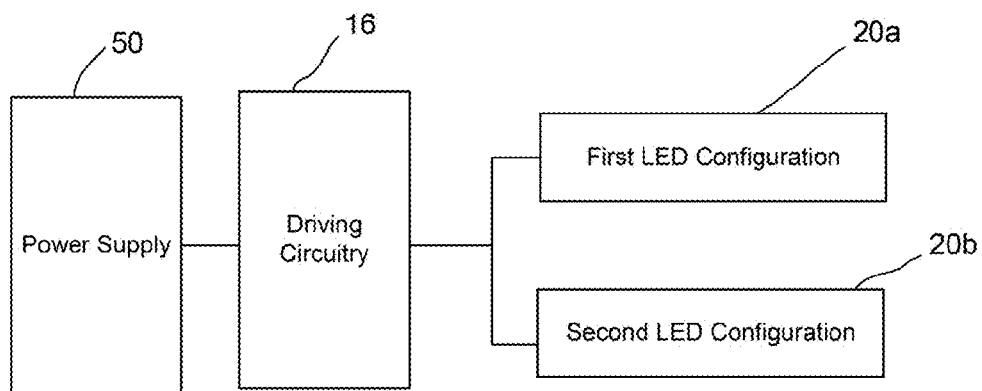 50
16
20a
First LED Configuration
Power Supply
Driving
Circuitry
20b
Second LED Configuration